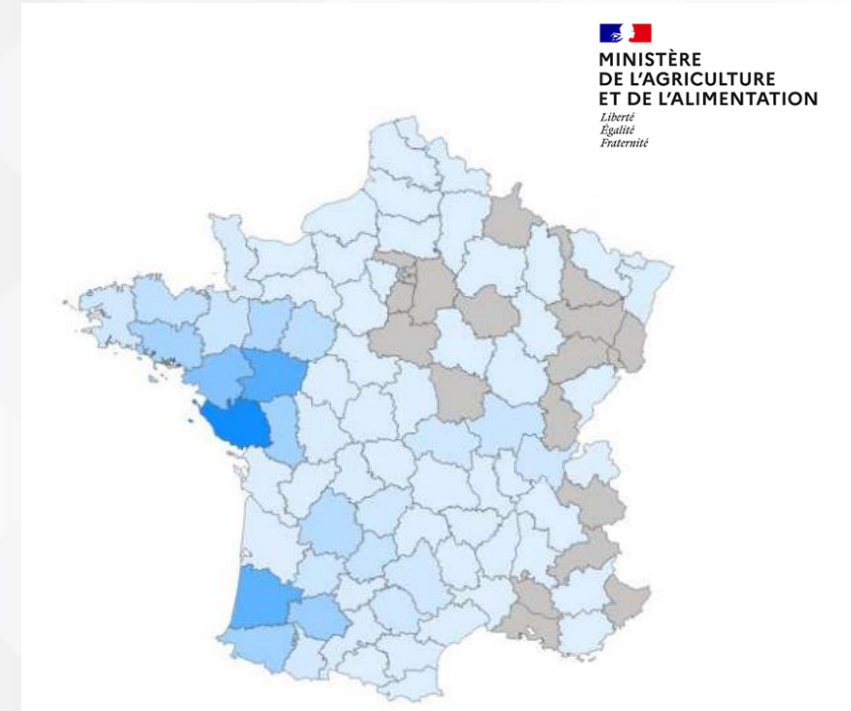 MINISTÈRE
DE L'AGRICULTURE
ET DE L'ALIMENTATION
Liberté
Égalité
Fraternité